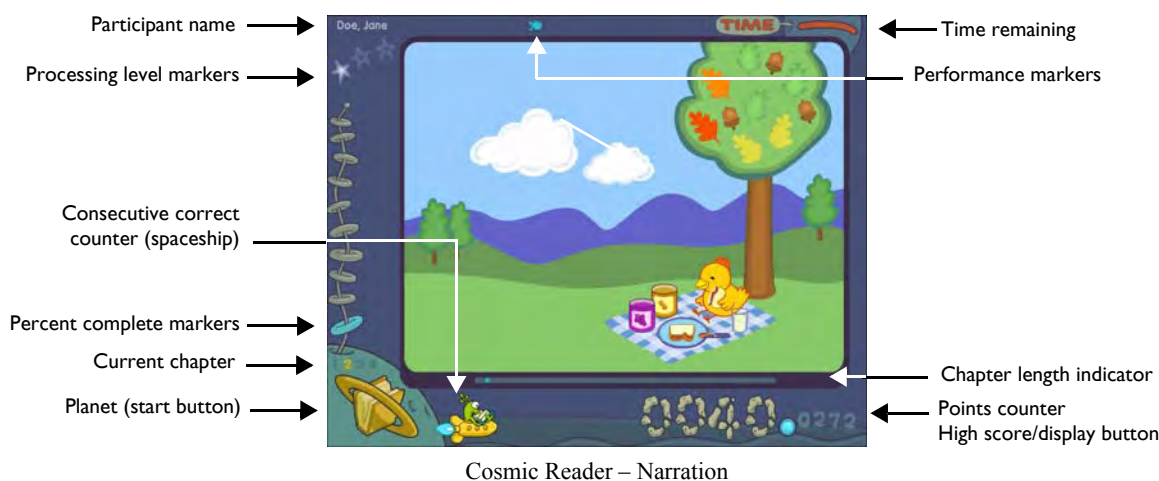 Participant name
Doe, Jane
TIME
Time remaining
Processing level markers
Performance markers
Consecutive correct
counter (spaceship)
Percent complete markers
Current chapter
2
Planet (start button)
Chapter length indicator
Points counter
High score/display button
0040
0272
Cosmic Reader – Narration